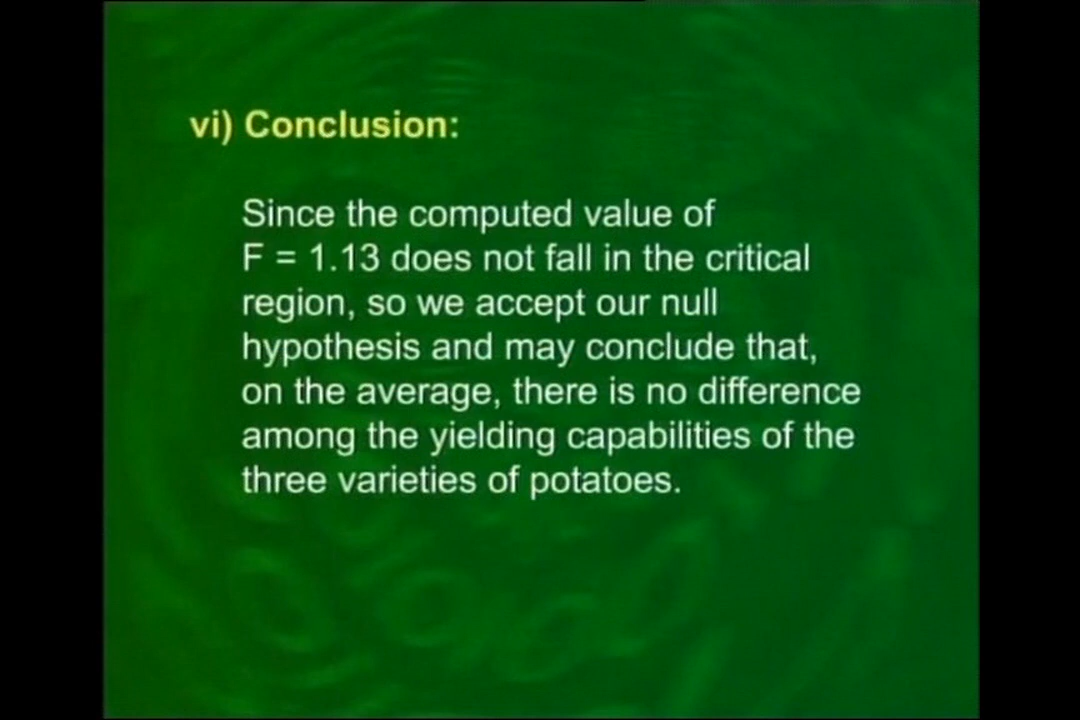 vi) Conclusion:
Since the computed value of
F = 1.13 does not fall in the critical
region, so we accept our null
hypothesis and may conclude that,
on the average, there is no difference
among the yielding capabilities of the
three varieties of potatoes.